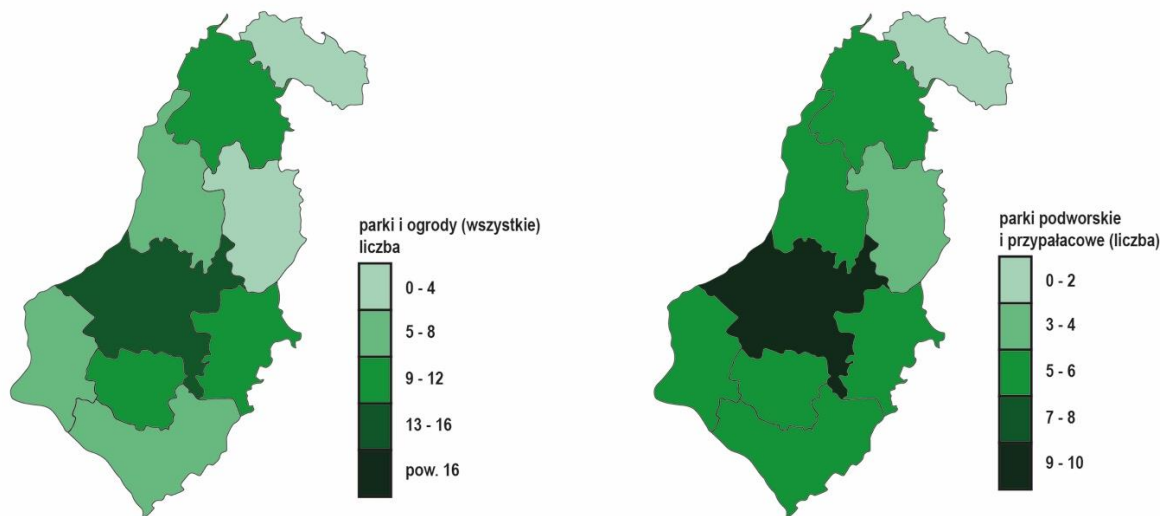 parki i ogrody (wszystkie)
liczba
0 - 4
5 - 8
9 - 12
13 - 16
pow. 16
parki podworskie
i przypałacowe (liczba)
0 - 2
3 - 4
5 - 6
7 - 8
9 - 10